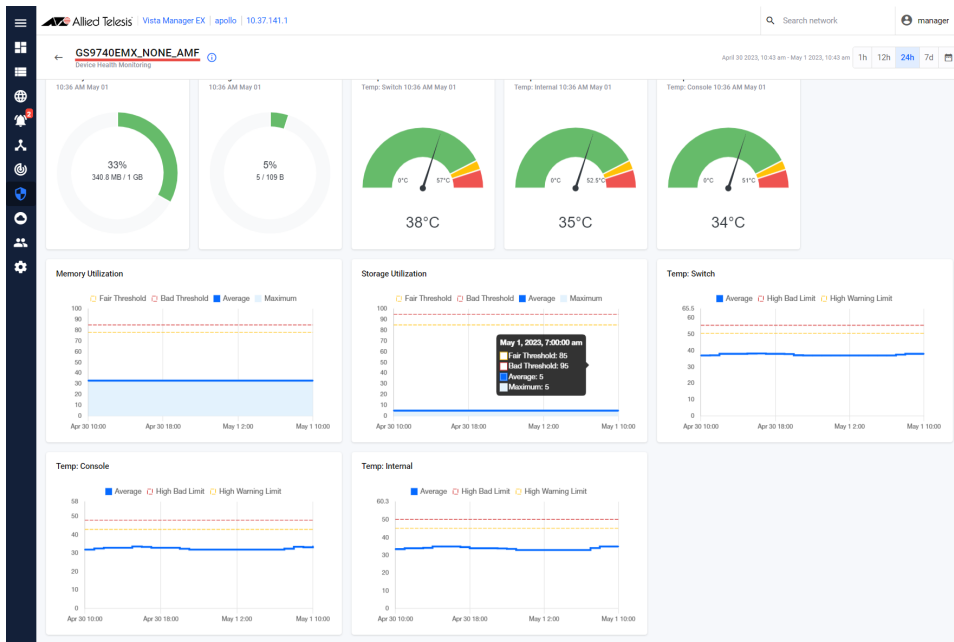 Allied Telesis Vista Manager EX apollo 10.37.141.1
Search network
manager
2
GS9740EMX_NONE_AMF
Device Health Monitoring
April 30 2023, 10:43 am - May 1 2023, 10:43 am 1h 12h 24h 7d
10:36 AM May 01
33%
340.8 MB / 1 GB
10:36 AM May 01
5%
5 / 109 B
Temp: Switch 10:36 AM May 01
0°C 57°C
38°C
Temp: Internal 10:36 AM May 01
0°C 52.5°C
35°C
Temp: Console 10:36 AM May 01
0°C 51°C
34°C
Memory Utilization
Fair Threshold Bad Threshold Average Maximum
100
90
80
70
60
50
40
30
20
10
0
Apr 30 10:00 Apr 30 18:00 May 1 2:00 May 1 10:00
Storage Utilization
Fair Threshold Bad Threshold Average Maximum
100
90
80
70
60
50
40
30
20
10
0
May 1, 2023, 7:00:00 am
Fair Threshold: 85
Bad Threshold: 95
Average: 5
Maximum: 5
Apr 30 10:00 Apr 30 18:00 May 1 2:00 May 1 10:00
Temp: Switch
Average High Bad Limit High Warning Limit
65.5
60
50
40
30
20
10
0
Apr 30 10:00 Apr 30 18:00 May 1 2:00 May 1 10:00
Temp: Console
Average High Bad Limit High Warning Limit
58
50
40
30
20
10
0
Apr 30 10:00 Apr 30 18:00 May 1 2:00 May 1 10:00
Temp: Internal
Average High Bad Limit High Warning Limit
60.3
50
40
30
20
10
0
Apr 30 10:00 Apr 30 18:00 May 1 2:00 May 1 10:00